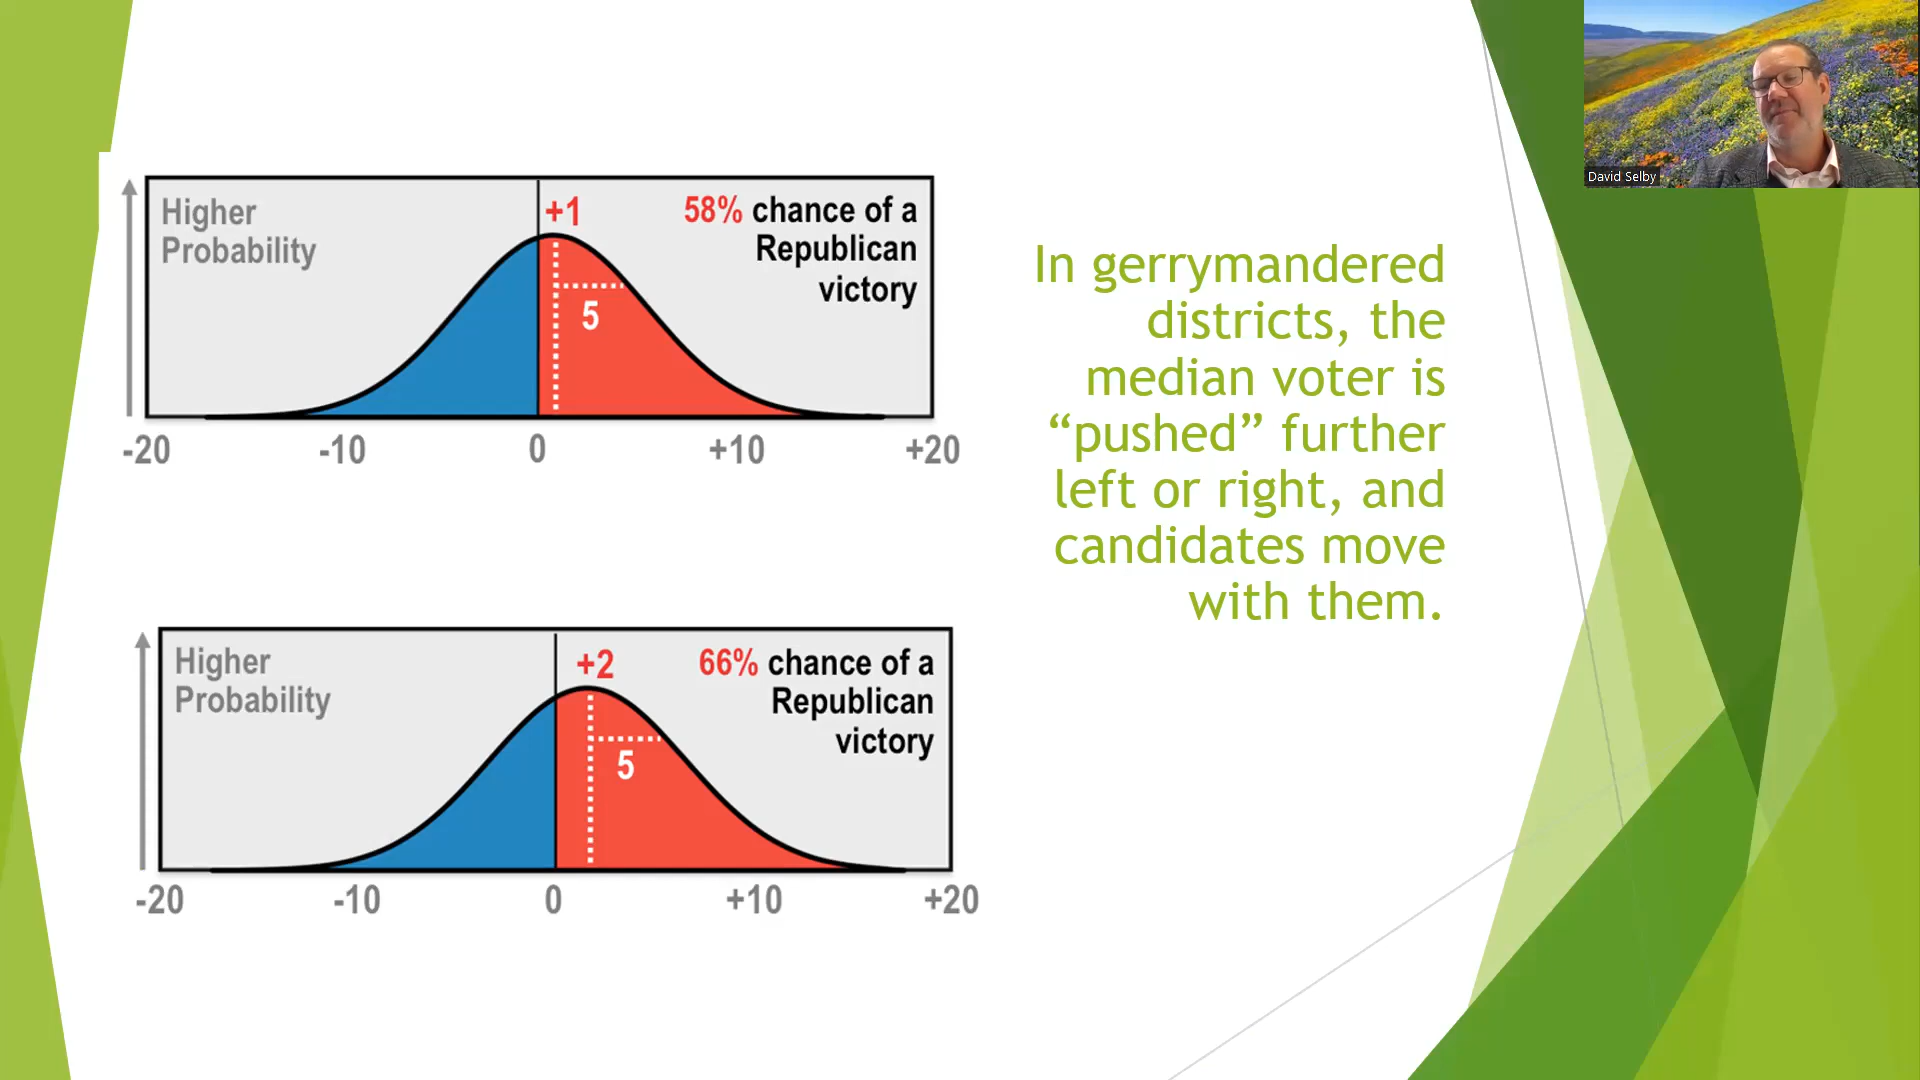 Higher
Probability
+1
58% chance of a
Republican
victory
5
-20
-10
0
+10
+20
Higher
Probability
+2
66% chance of a
Republican
victory
5
-20
-10
0
+10
+20
In gerrymandered
districts, the
median voter is
“pushed” further
left or right, and
candidates move
with them.
David Selby